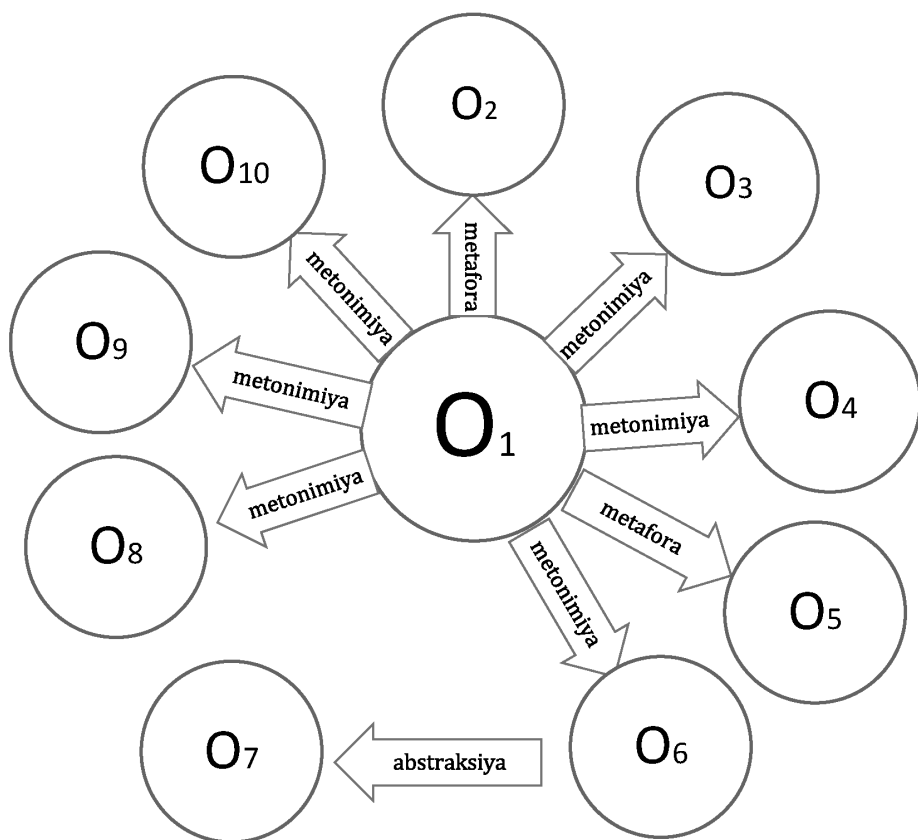 O2
O10
O3
metafora
metonimiya
metonimiya
O9
metonimiya
O1
metonimiya
O4
metonimiya
metafora
O8
metonimiya
O5
O7
abstraksiya
O6